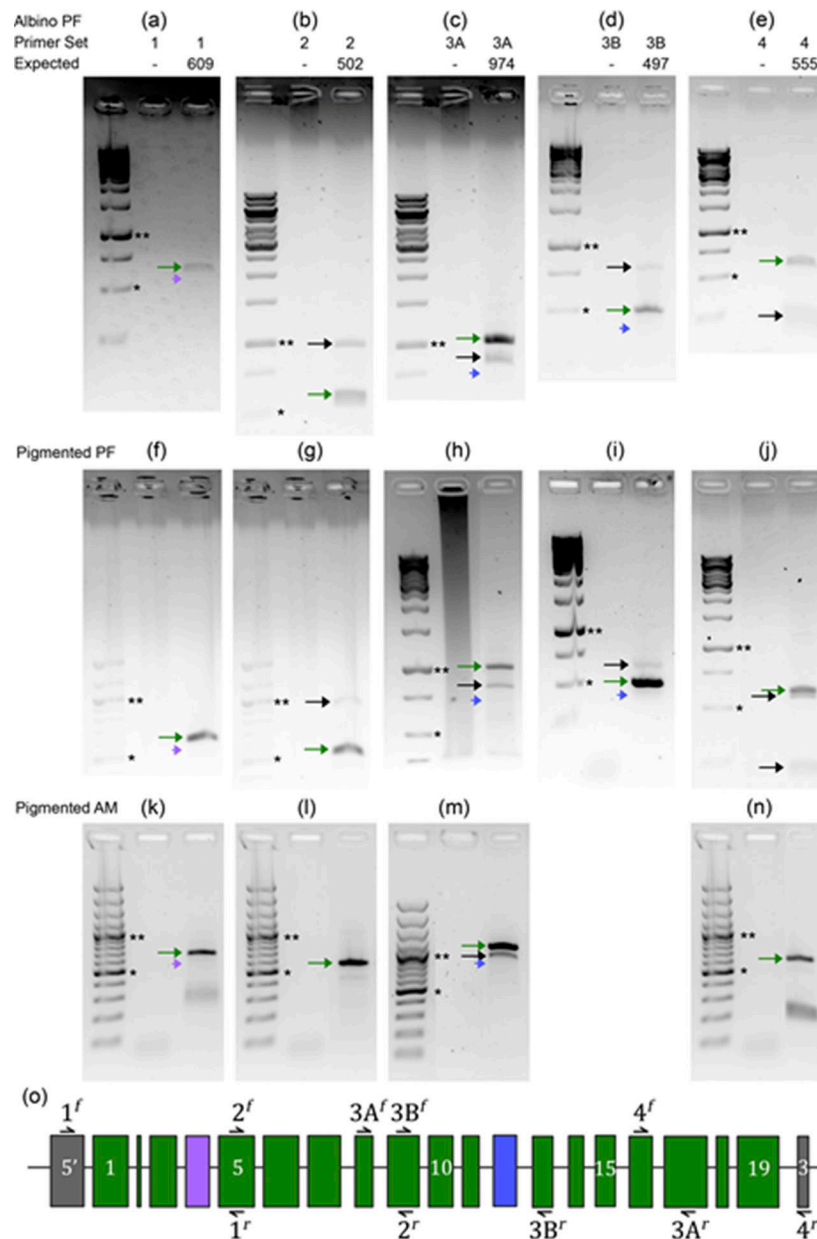 Albino PF (a) (b) (c) (d) (e)
Primer Set 1 1 2 2 3A 3A 3B 3B 4 4
Expected - 609 - 502 - 974 - 497 - 555
** * ** * ** ** * ** *
Pigmented PF (f) (g) (h) (i) (j)
** * ** * ** * ** * ** *
Pigmented AM (k) (l) (m) (n)
** * ** * ** * ** *
(o)
1f 2f 3Af 3Bf 4f
5' 1 5 10 15 19 3
1r 2r 3Br 3Ar 4r